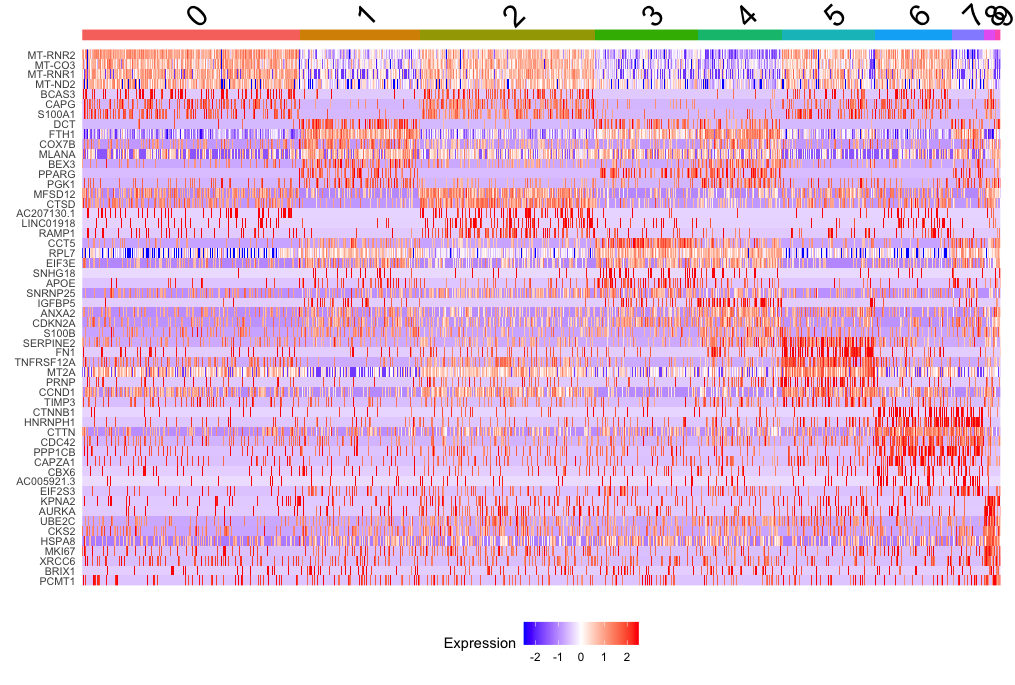 0 1 2 3 4 5 6 7 8 9
MT-RNR2
MT-CO3
MT-RNR1
MT-ND2
BCAS3
CAPG
S100A1
DCT
FTH1
COX7B
MLANA
BEX3
PPARG
PGK1
MFSD12
CTSD
AC207130.1
LINC01918
RAMP1
CCT5
RPL7
EIF3E
SNHG18
APOE
SNRNP25
IGFBP5
ANXA2
CDKN2A
S100B
SERPINE2
FN1
TNFRSF12A
MT2A
PRNP
CCND1
TIMP3
CTNNB1
HNRNPH1
CTTN
CDC42
PPP1CB
CAPZA1
CBX6
AC005921.3
EIF2S3
KPNA2
AURKA
UBE2C
CKS2
HSPA8
MKI67
XRCC6
BRIX1
PCMT1
Expression
-2 -1 0 1 2